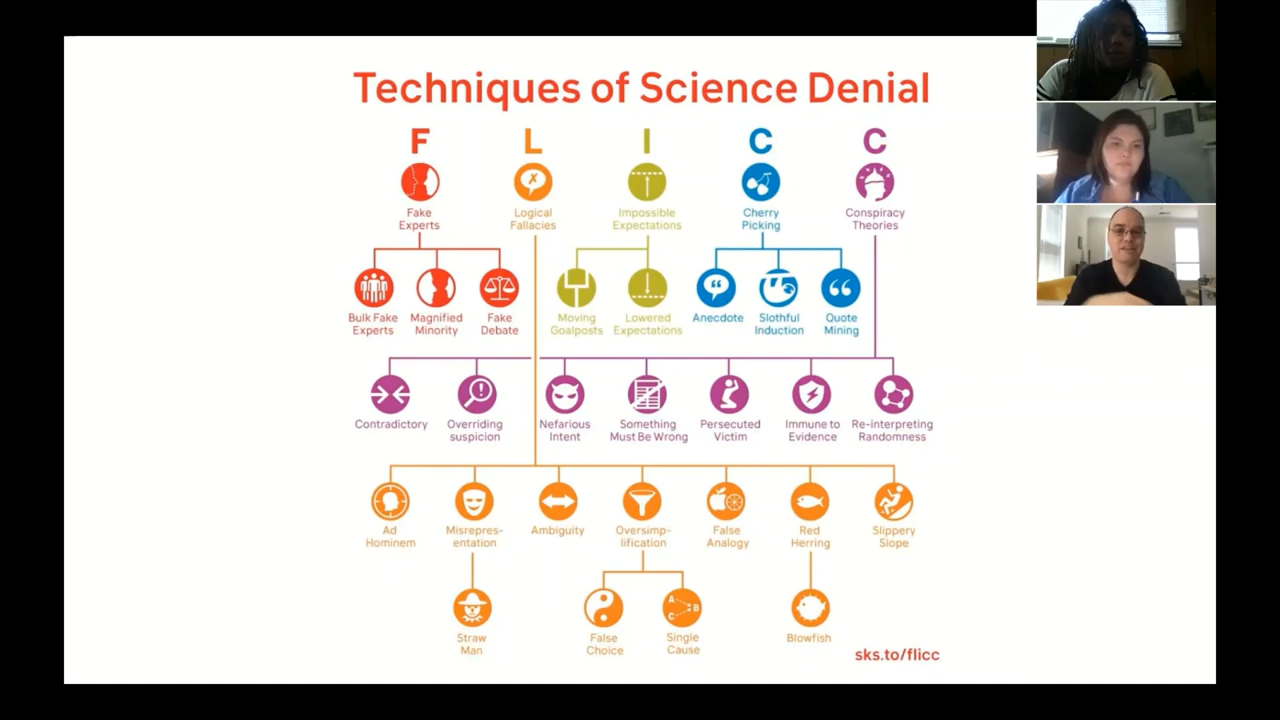 Techniques of Science Denial
F L I C C
Fake
Experts
Logical
Fallacies
Impossible
Expectations
Cherry
Picking
Conspiracy
Theories
Bulk Fake
Experts
Magnified
Minority
Fake
Debate
Moving
Goalposts
Lowered
Expectations
Anecdote
Slothful
Induction
Quote
Mining
Contradictory
Overriding
suspicion
Nefarious
Intent
Something
Must Be Wrong
Persecuted
Victim
Immune to
Evidence
Re-interpreting
Randomness
Ad
Hominem
Misrepres-
entation
Ambiguity
Oversimp-
lification
False
Analogy
Red
Herring
Slippery
Slope
Straw
Man
False
Choice
A
B
C
Single
Cause
Blowfish
sks.to/flicc